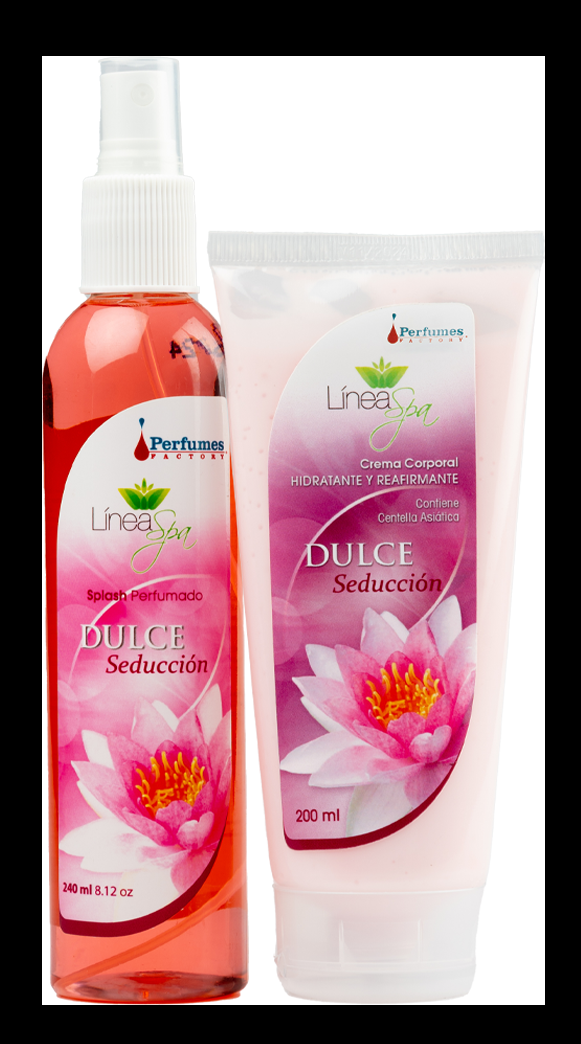 Perfumes
FACTORY
Línea Spa
Splash Perfumado
DULCE
Seducción
240 ml 8.12 oz
Perfumes
FACTORY
Línea Spa
Crema Corporal
HIDRATANTE Y REAFIRMANTE
Contiene
Centella Asiática
DULCE
Seducción
200 ml